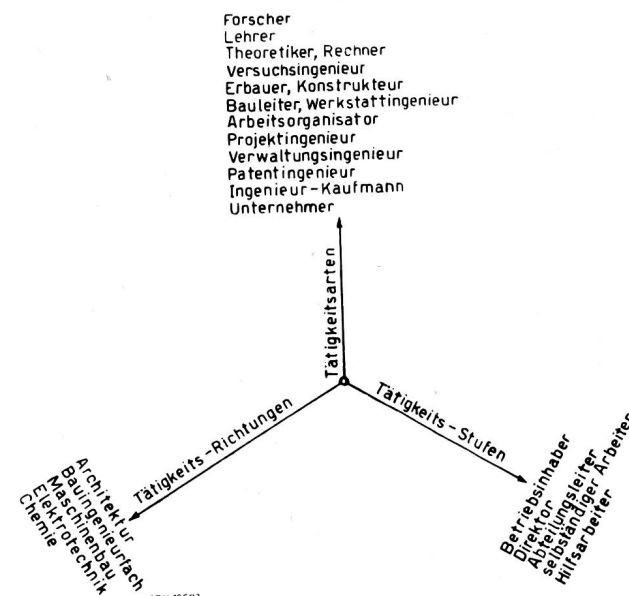 Forscher
Lehrer
Theoretiker, Rechner
Versuchsingenieur
Erbauer, Konstrukteur
Bauleiter, Werkstattingenieur
Arbeitsorganisator
Projektingenieur
Verwaltungsingenieur
Patentingenieur
Ingenieur-Kaufmann
Unternehmer
Tätigkeitsarten
Tätigkeits-Richtungen
Tätigkeits-Stufen
Architektur
Bauingenieurfach
Maschinenbau
Elektrotechnik
Chemie
Betriebsinhaber
Direktor
Abteilungsleiter
selbständiger Arbeiter
Hilfsarbeiter